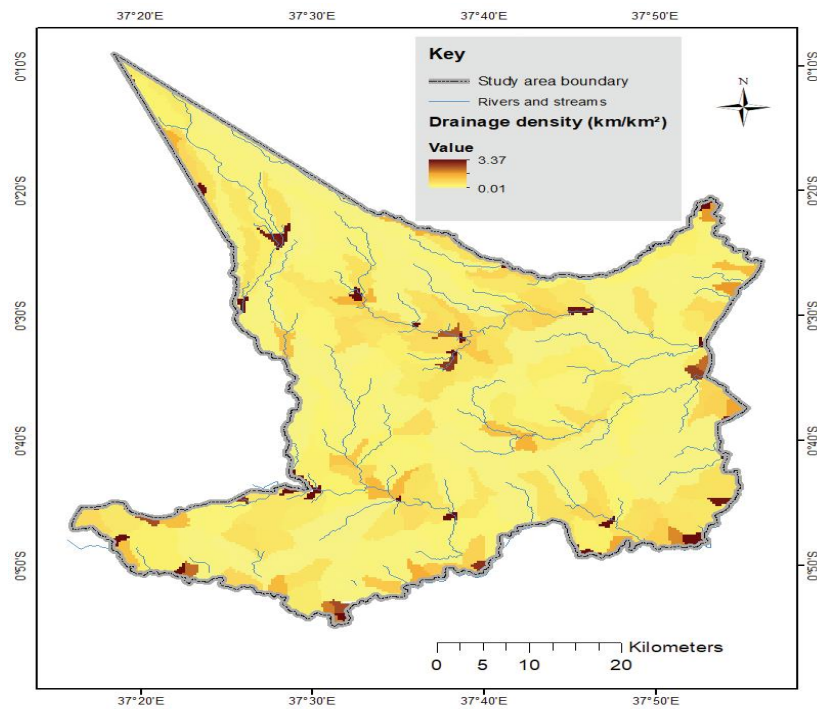 37°20'E 37°30'E 37°40'E 37°50'E
Key
Study area boundary
Rivers and streams
Drainage density (km/km²)
Value
3.37
0.01
N
0°10'S 0°10'S
0°20'S 0°20'S
0°30'S 0°30'S
0°40'S 0°40'S
0°50'S 0°50'S
Kilometers
0 5 10 20
37°20'E 37°30'E 37°40'E 37°50'E